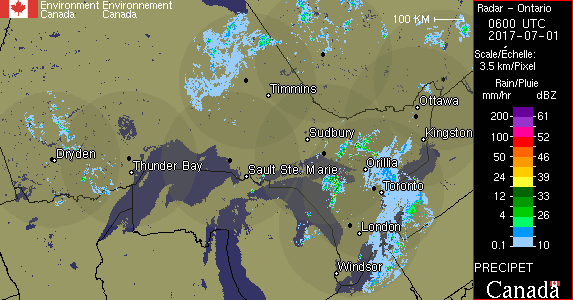 Environment Environnement
Canada Canada
100 KM
Timmins
Ottawa
Sudbury
Kingston
Dryden
Thunder Bay
Sault Ste. Marie
Orillia
Toronto
London
Windsor
Radar - Ontario
0600 UTC
2017-07-01
Scale/Échelle:
3.5 km/Pixel
Rain/Pluie
mm/hr dBZ
200 61
100 52
50 46
24 39
12 33
4 26
0.1 10
PRECIPET
Canada